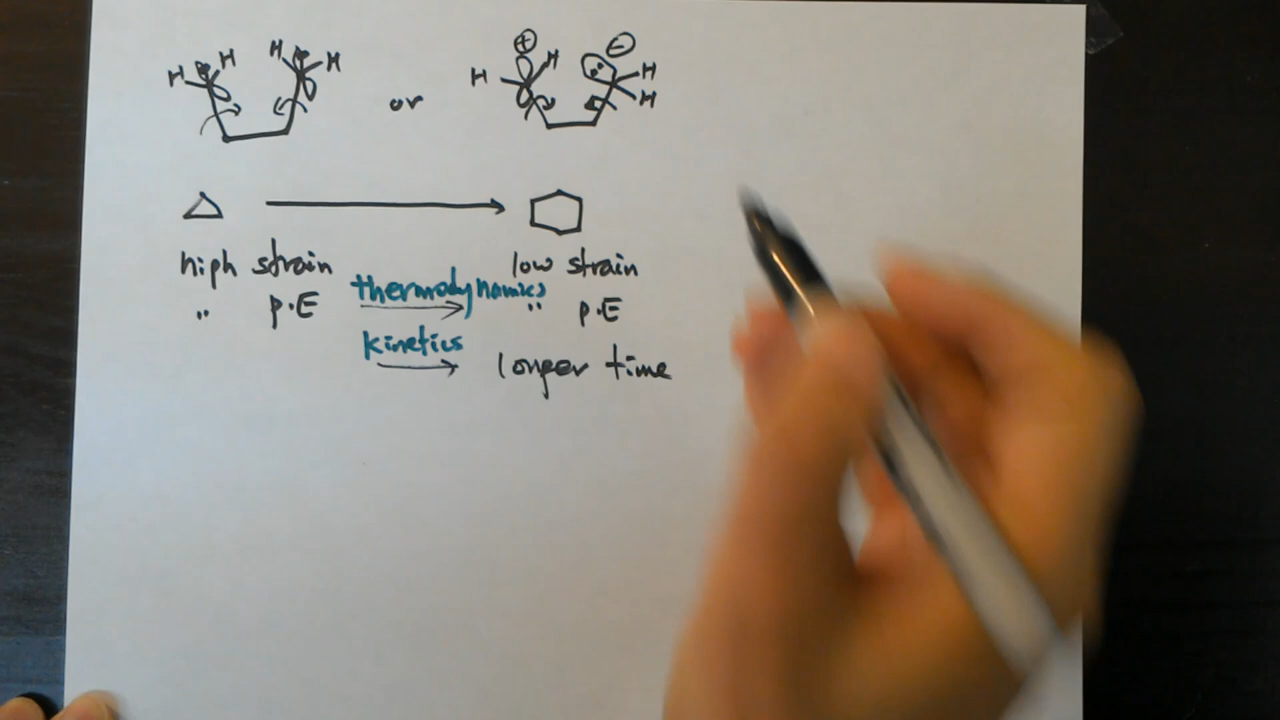 H H H H or ⊕ H H ⊖ H H
high strain low strain
" P.E thermodynamics " P.E
kinetics
longer time